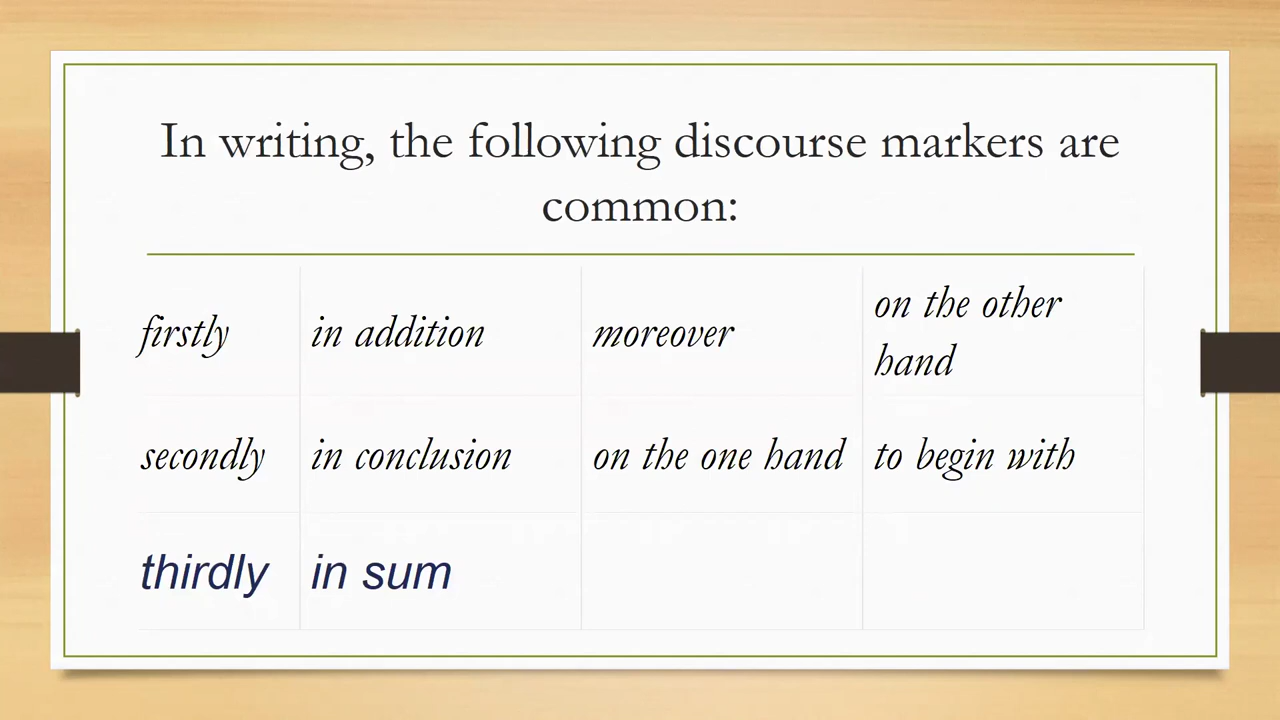 In writing, the following discourse markers are
common:
firstly
in addition
moreover
on the other
hand
secondly
in conclusion
on the one hand
to begin with
thirdly
in sum